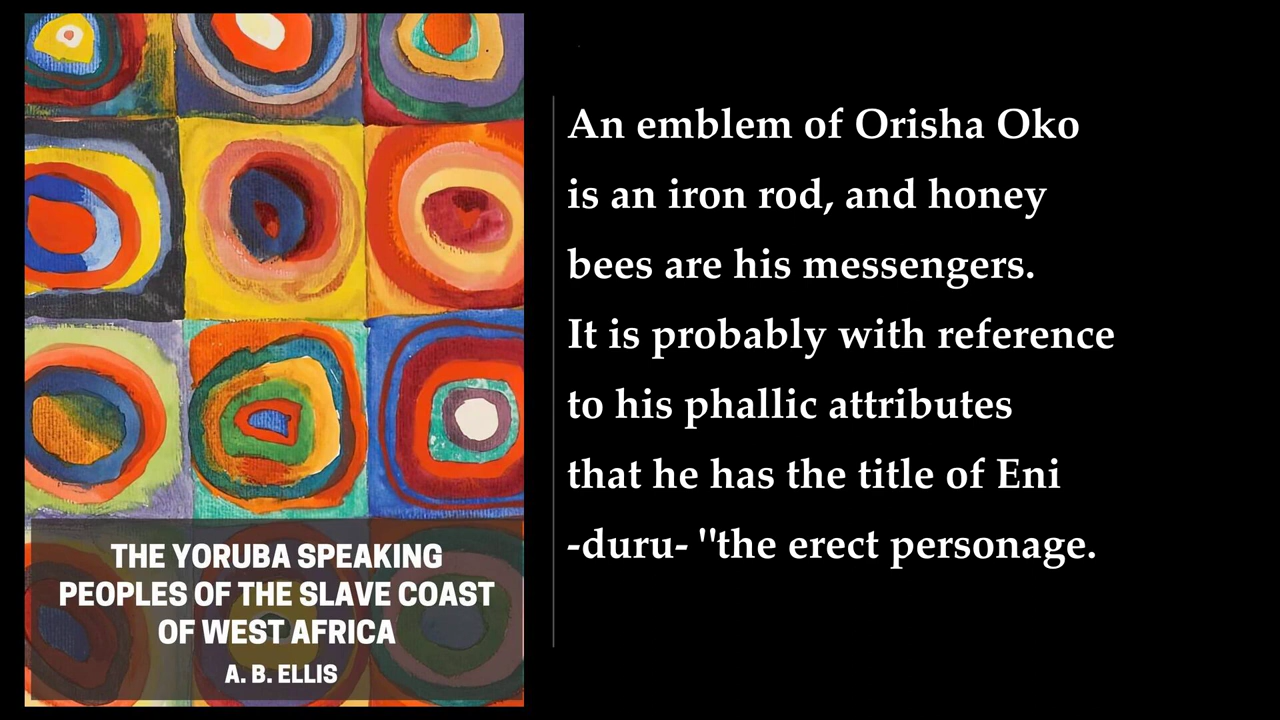 THE YORUBA SPEAKING
PEOPLES OF THE SLAVE COAST
OF WEST AFRICA
A. B. ELLIS
An emblem of Orisha Oko
is an iron rod, and honey
bees are his messengers.
It is probably with reference
to his phallic attributes
that he has the title of Eni
-duru- "the erect personage.